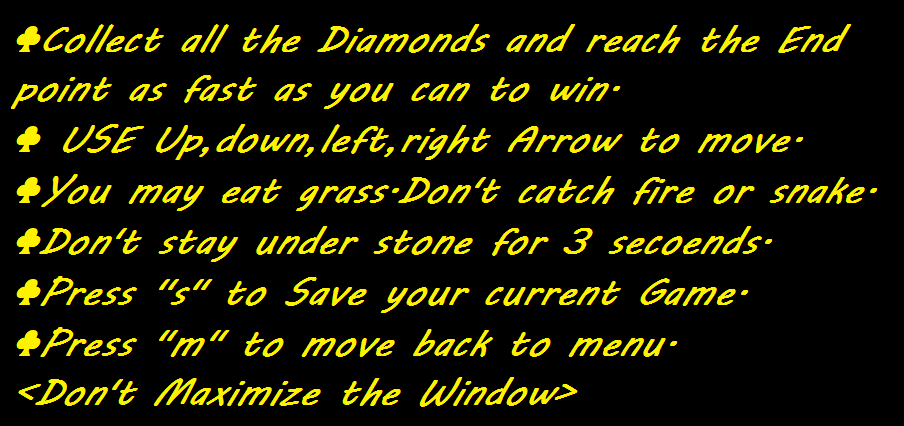 ♣Collect all the Diamonds and reach the End
point as fast as you can to win.
♣ USE Up,down,left,right Arrow to move.
♣You may eat grass.Don't catch fire or snake.
♣Don't stay under stone for 3 secoends.
♣Press "s" to Save your current Game.
♣Press "m" to move back to menu.
<Don't Maximize the Window>